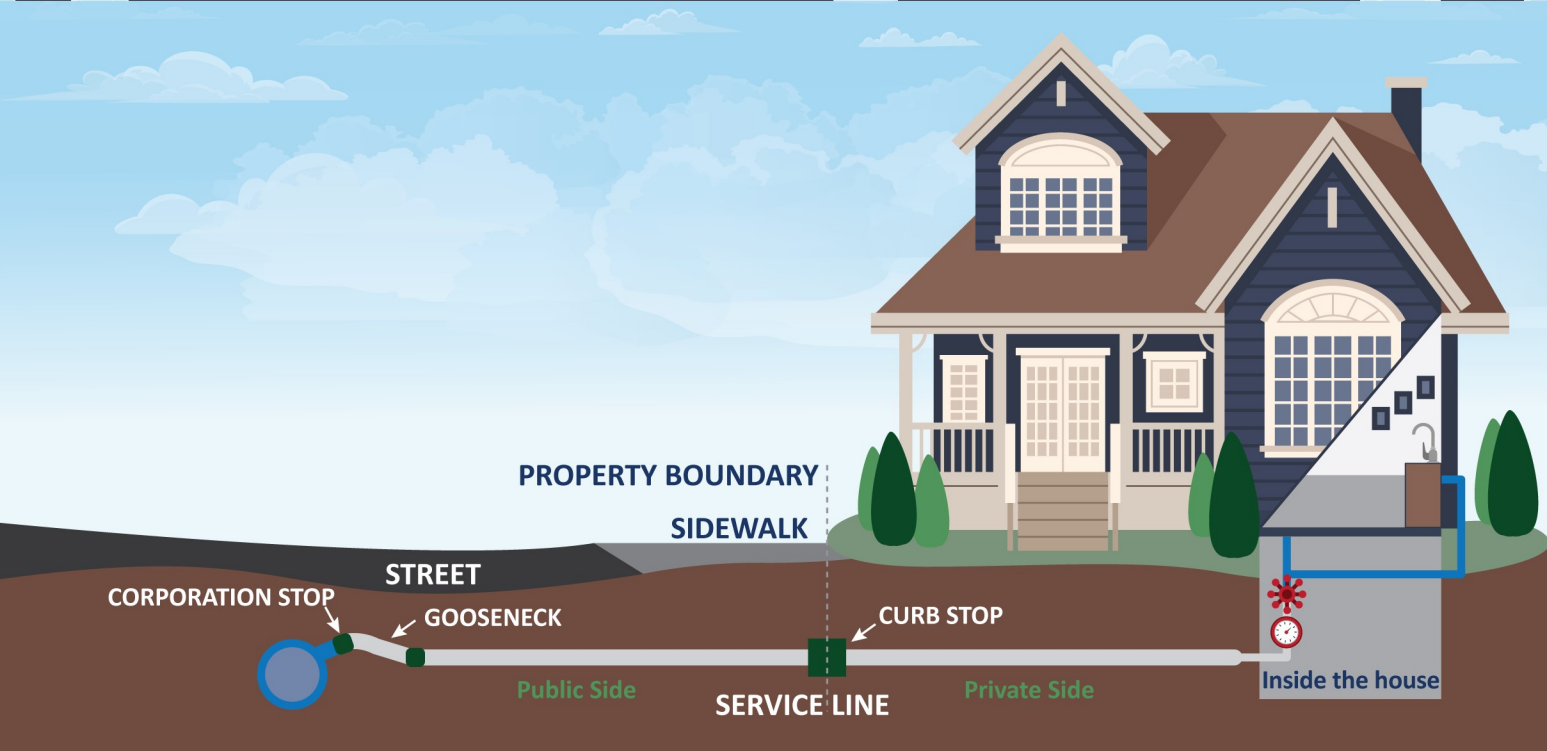 PROPERTY BOUNDARY
SIDEWALK
STREET
CORPORATION STOP
GOOSENECK
CURB STOP
Public Side
SERVICE LINE
Private Side
Inside the house